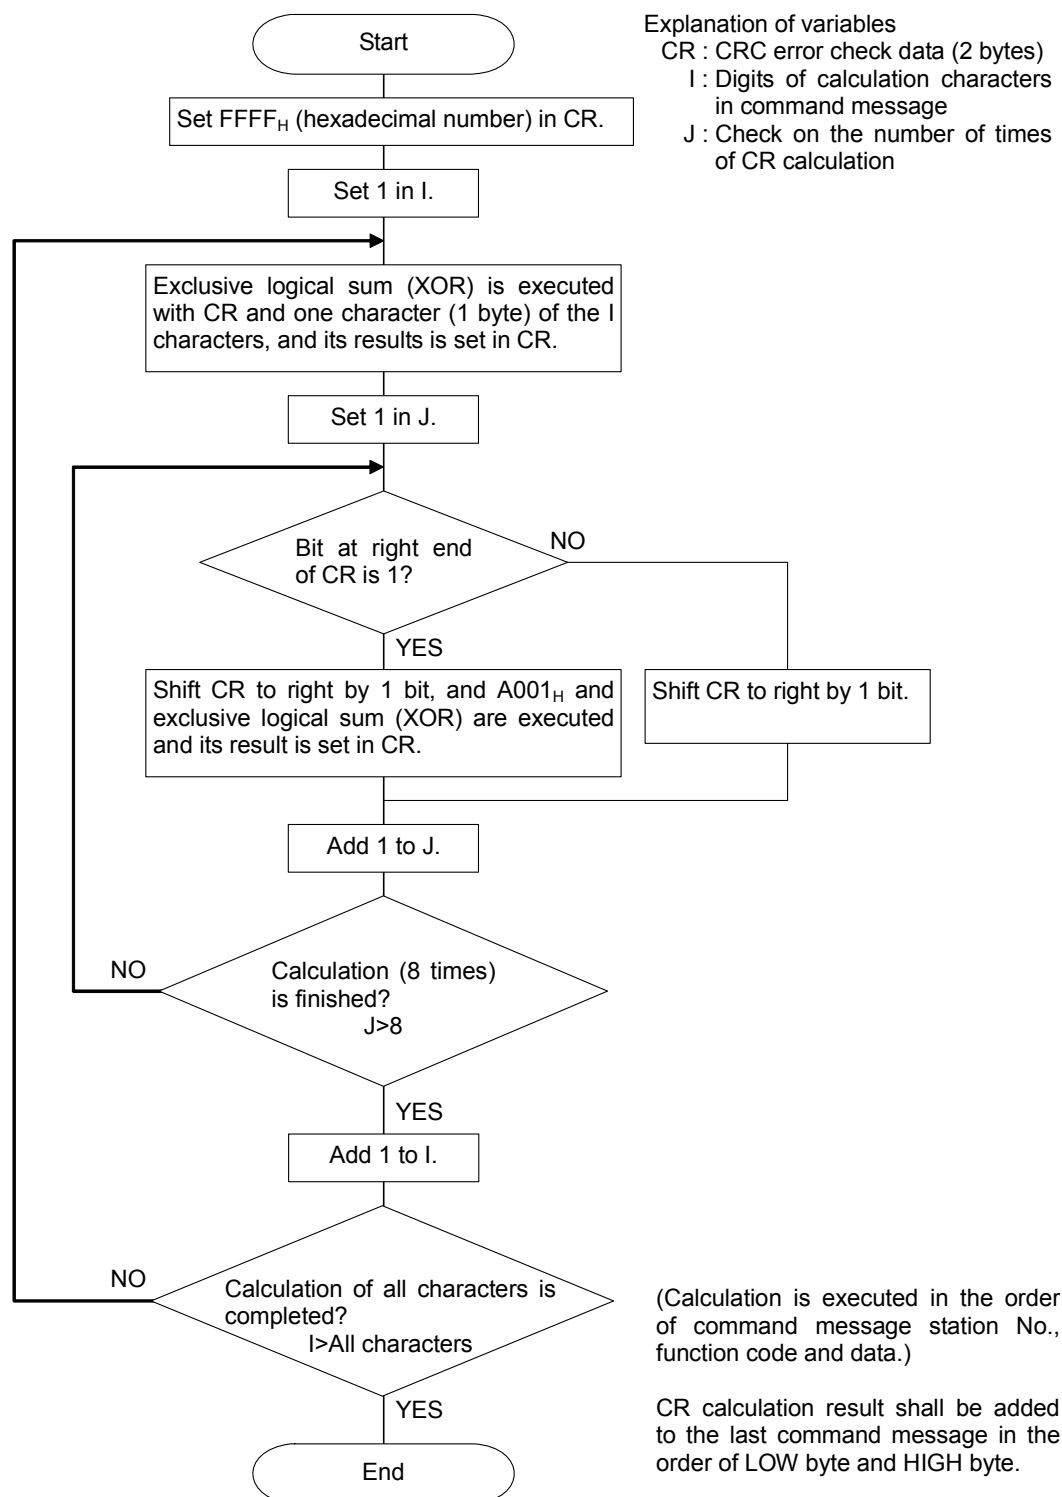 Start
Explanation of variables
CR : CRC error check data (2 bytes)
I : Digits of calculation characters
in command message
J : Check on the number of times
of CR calculation
Set FFFFH (hexadecimal number) in CR.
Set 1 in I.
Exclusive logical sum (XOR) is executed
with CR and one character (1 byte) of the I
characters, and its results is set in CR.
Set 1 in J.
Bit at right end
of CR is 1?
NO
YES
Shift CR to right by 1 bit, and A001H and
exclusive logical sum (XOR) are executed
and its result is set in CR.
Shift CR to right by 1 bit.
Add 1 to J.
NO
Calculation (8 times)
is finished?
J>8
YES
Add 1 to I.
NO
Calculation of all characters is
completed?
I>All characters
YES
(Calculation is executed in the order
of command message station No.,
function code and data.)
CR calculation result shall be added
to the last command message in the
order of LOW byte and HIGH byte.
End